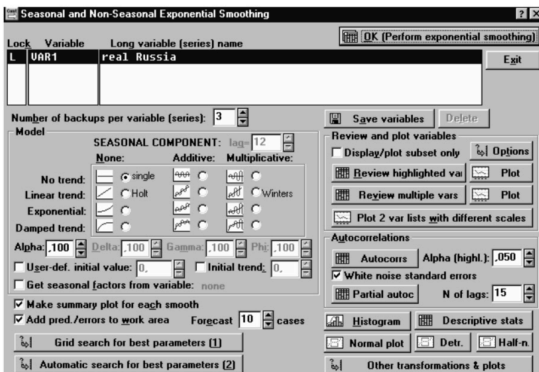 Seasonal and Non-Seasonal Exponential Smoothing
OK (Perform exponential smoothing)
Lock Variable Long variable (series) name
L VAR1 real Russia
Exit
Number of backups per variable (series): 3
Save variables Delete
Model
SEASONAL COMPONENT: lag= 12
None: Additive: Multiplicative:
No trend: single
Linear trend: Holt Winters
Exponential:
Damped trend:
Alpha: ,100 Delta: ,100 Gamma: ,100 Phi: ,100
User-def. initial value: 0, Initial trend: 0,
Get seasonal factors from variable: none
Make summary plot for each smooth
Add pred./errors to work area Forecast 10 cases
Grid search for best parameters (1)
Automatic search for best parameters (2)
Review and plot variables
Display/plot subset only Options
Review highlighted var Plot
Review multiple vars Plot
Plot 2 var lists with different scales
Autocorrelations
Autocorrs Alpha (highl.): ,050
White noise standard errors
Partial autoc N of lags: 15
Histogram Descriptive stats
Normal plot Detr. Half-n.
Other transformations & plots